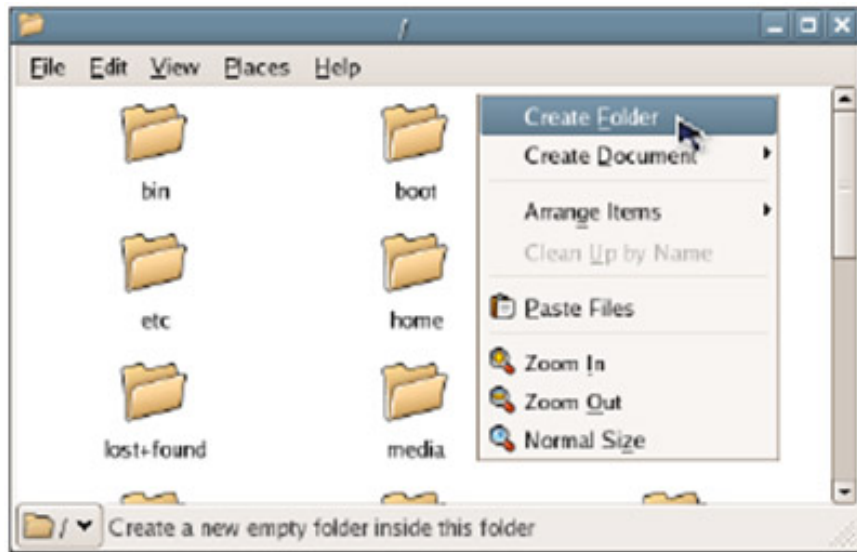 /
File Edit View Places Help
bin
boot
Create Folder
Create Document
Arrange Items
Clean Up by Name
etc
home
Paste Files
Zoom In
Zoom Out
Normal Size
lost+found
media
/ Create a new empty folder inside this folder